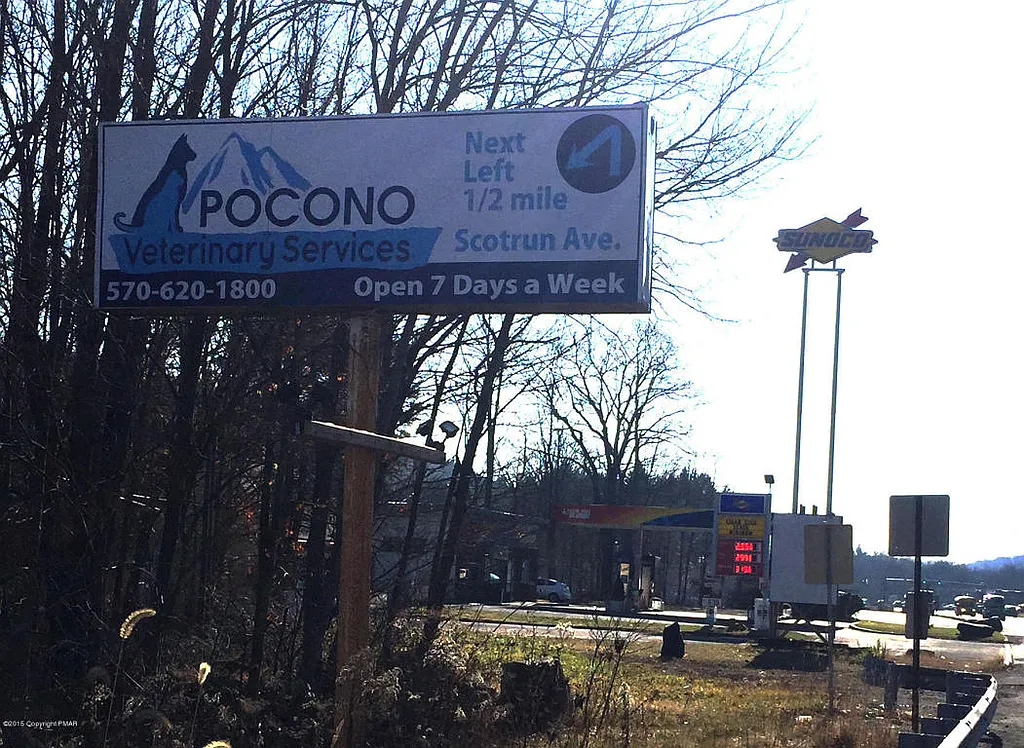 POCONO
Veterinary Services
Next
Left
1/2 mile
Scotrun Ave.
570-620-1800
Open 7 Days a Week
SUNOCO
©2015 Copyright PMAR